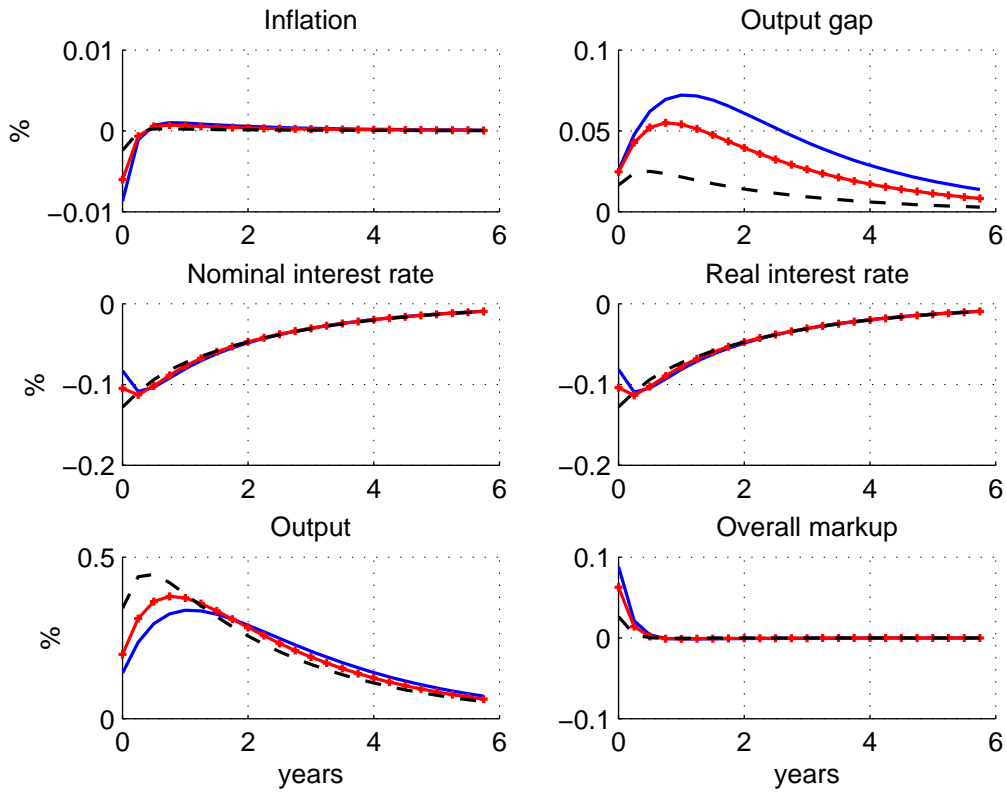 Inflation
0.01
0
−0.01
%
0 2 4 6
Output gap
0.1
0.05
0
0 2 4 6
Nominal interest rate
0
−0.1
−0.2
%
0 2 4 6
Real interest rate
0
−0.1
−0.2
0 2 4 6
Output
0.5
0
%
0 2 4 6
years
Overall markup
0.1
0
−0.1
0 2 4 6
years